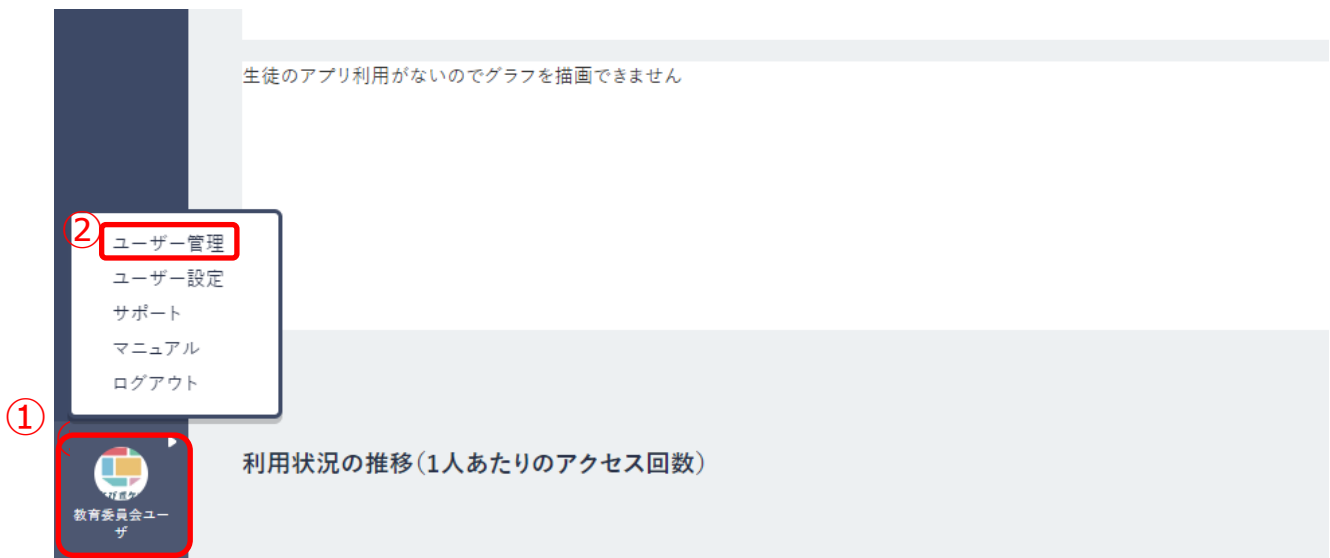 生徒のアプリ利用がないのでグラフを描画できません
②
ユーザー管理
ユーザー設定
サポート
マニュアル
ログアウト
①
利用状況の推移(1人あたりのアクセス回数)
教育委員会ユー
ザ